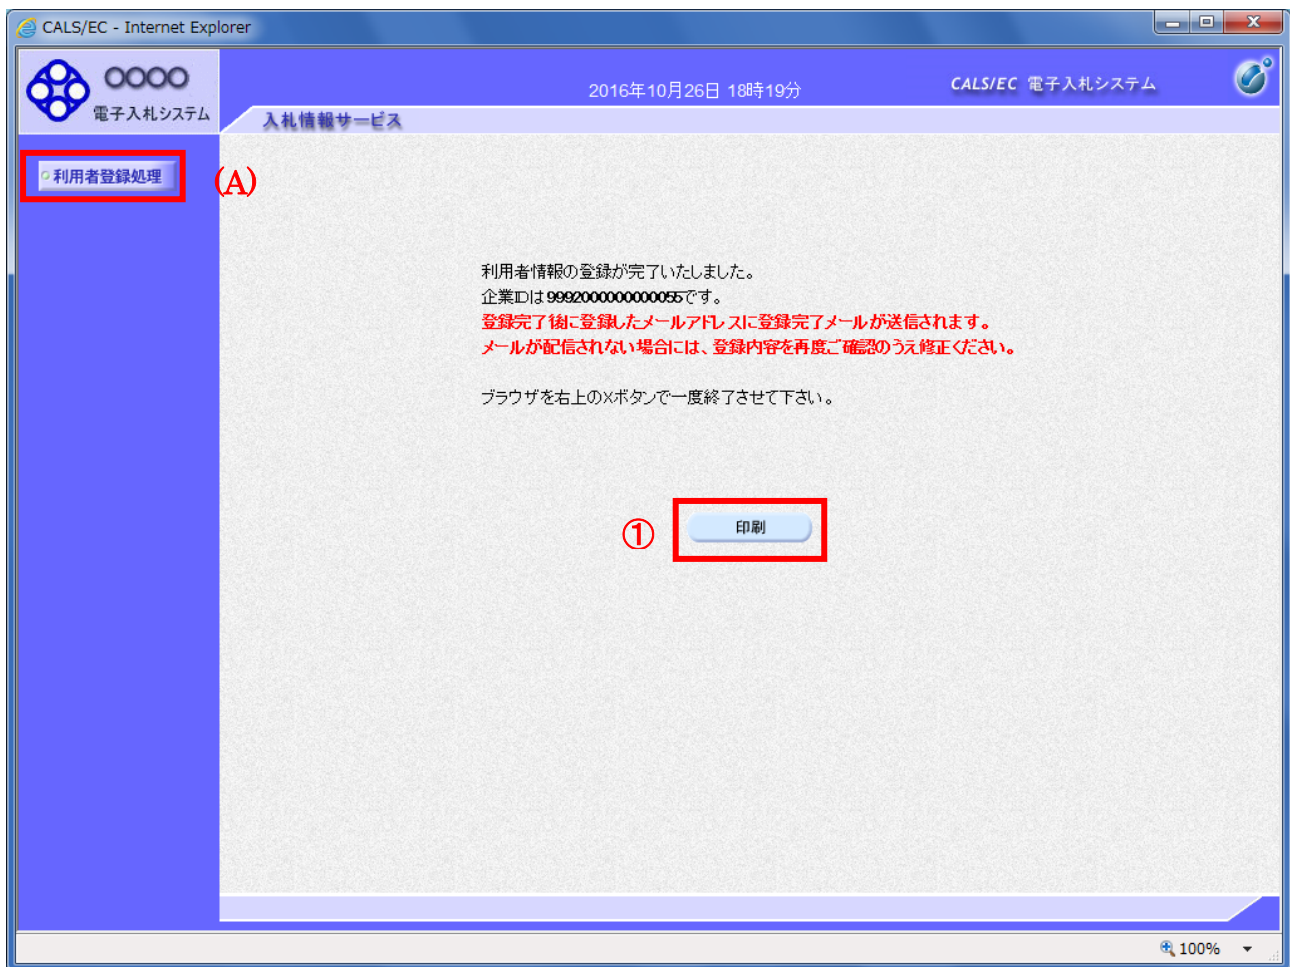 CALS/EC - Internet Explorer
○○○○
電子入札システム
2016年10月26日 18時19分
CALS/EC 電子入札システム
入札情報サービス
利用者登録処理
(A)
利用者情報の登録が完了いたしました。
企業IDは9992000000000055です。
登録完了後に登録したメールアドレスに登録完了メールが送信されます。
メールが配信されない場合には、登録内容を再度ご確認のうえ修正ください。
ブラウザを右上の×ボタンで一度終了させて下さい。
①
印刷
100%